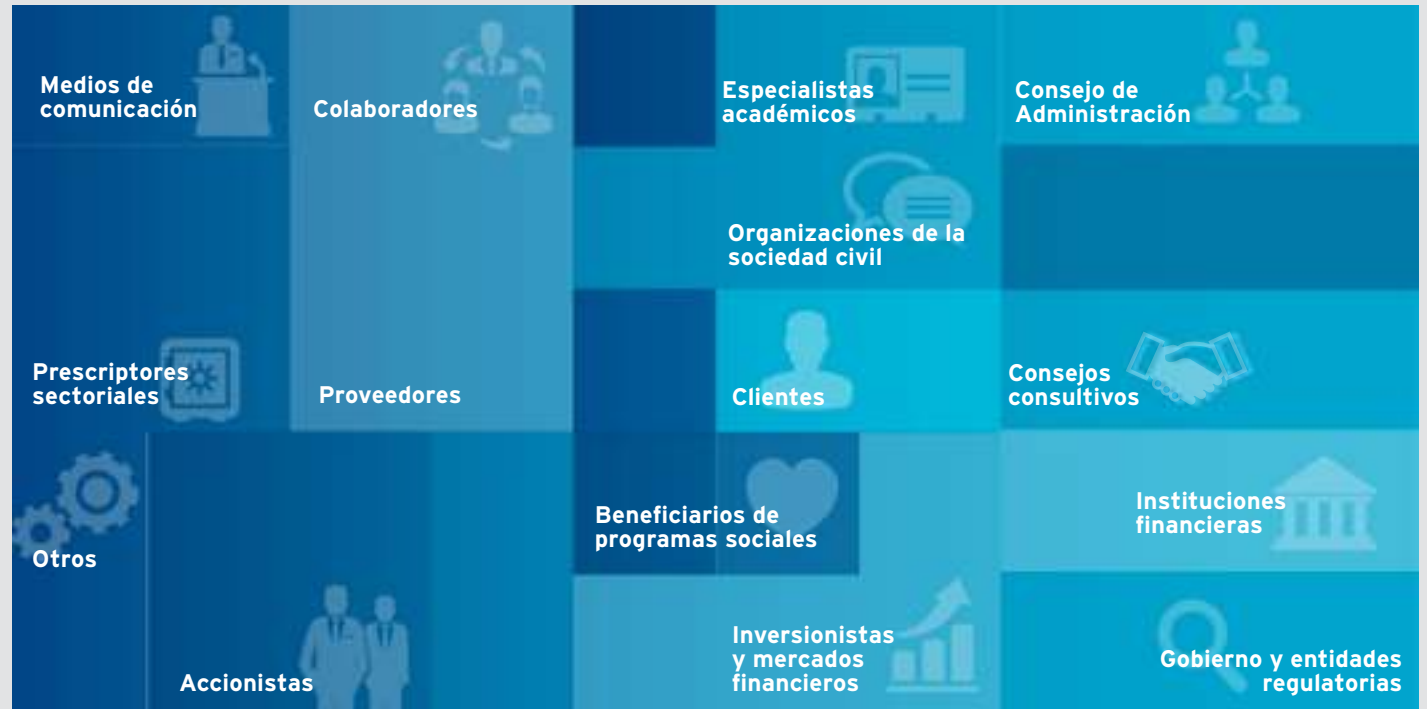 Medios de
comunicación
Colaboradores
Especialistas
académicos
Consejo de
Administración
Organizaciones de la
sociedad civil
Prescriptores
sectoriales
Proveedores
Clientes
Consejos
consultivos
Otros
Beneficiarios de
programas sociales
Instituciones
financieras
Accionistas
Inversionistas
y mercados
financieros
Gobierno y entidades
regulatorias